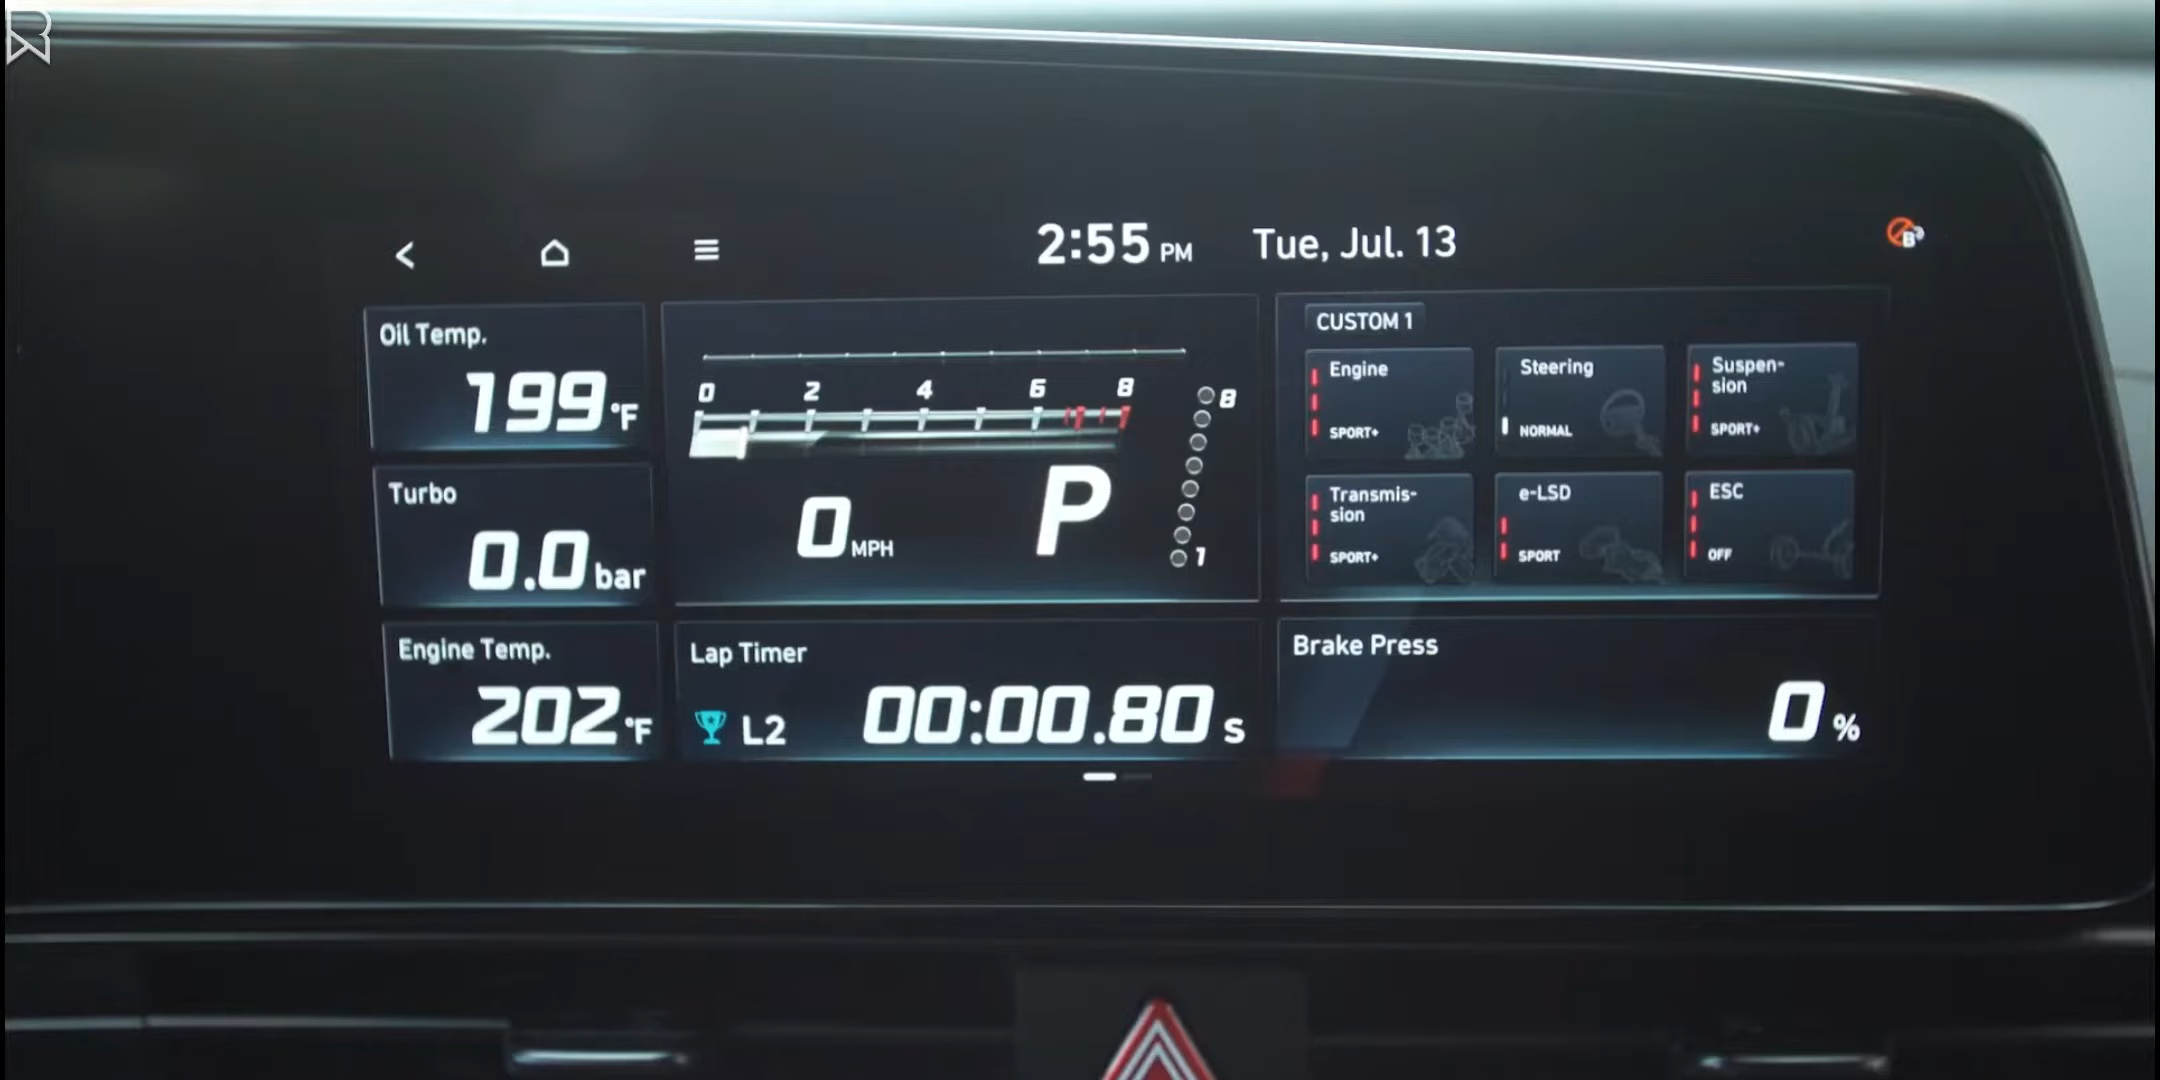 2:55 PM Tue, Jul. 13
Oil Temp.
199 °F
Turbo
0.0 bar
Engine Temp.
202 °F
0 2 4 6 8
8
1
0 MPH P
Lap Timer
L2 00:00.80 s
CUSTOM 1
Engine
SPORT+
Steering
NORMAL
Suspen-
sion
SPORT+
Transmis-
sion
SPORT+
e-LSD
SPORT
ESC
OFF
Brake Press
0 %